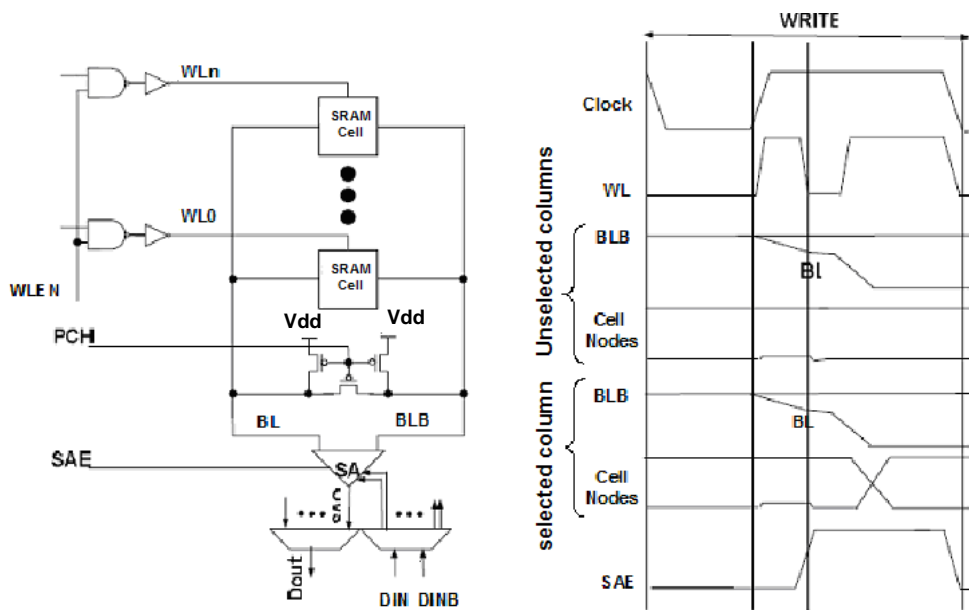 WLn
SRAM
Cell
WL0
SRAM
Cell
WLEN
Vdd
Vdd
PCH
BL
BLB
SAE
SA
Dout
DIN
DINB
WRITE
Clock
WL
Unselected columns
BLB
Bl
Cell
Nodes
selected column
BLB
BL
Cell
Nodes
SAE